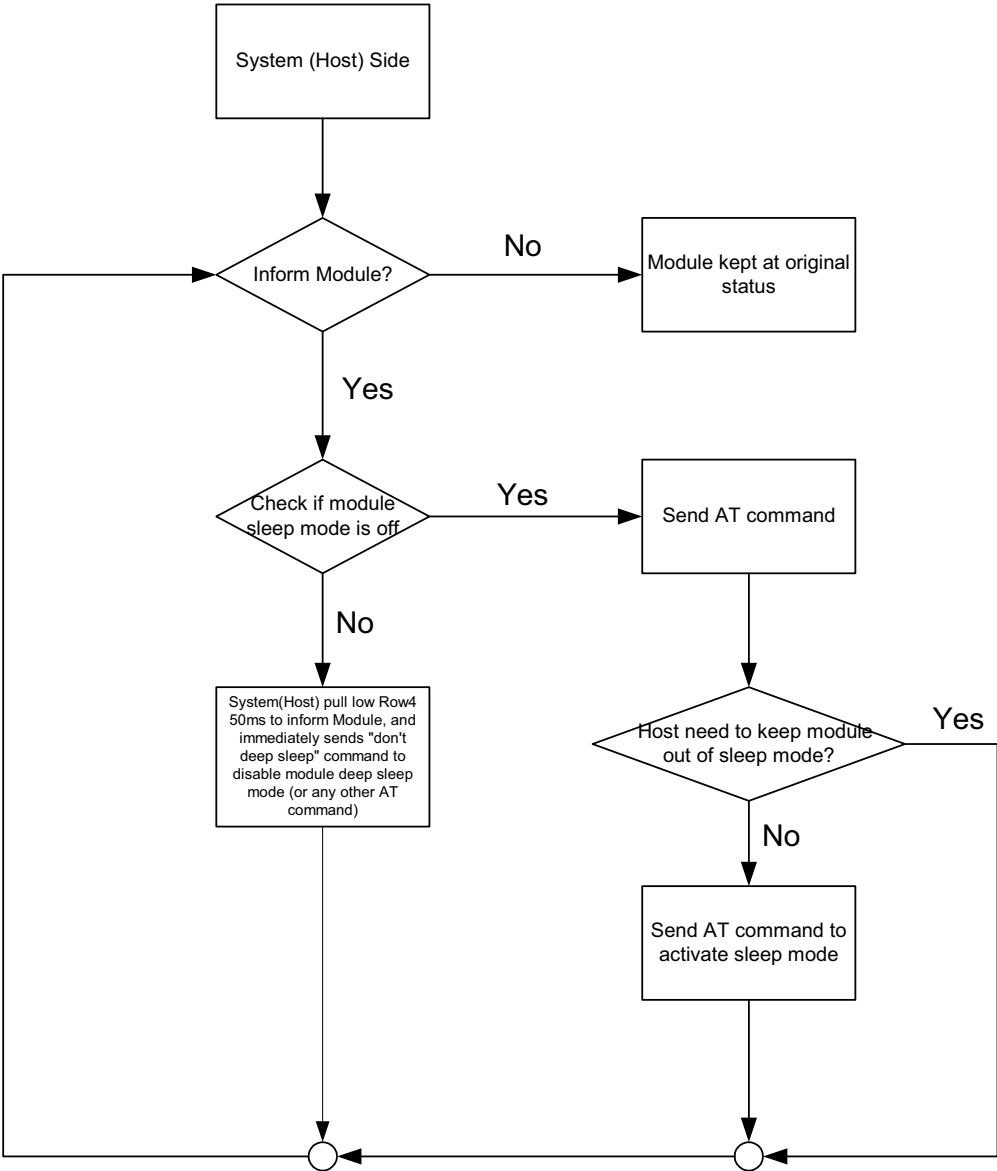 System (Host) Side
Inform Module?
No
Module kept at original
status
Yes
Check if module
sleep mode is off
Yes
Send AT command
No
System(Host) pull low Row4
50ms to inform Module, and
immediately sends "don't
deep sleep" command to
disable module deep sleep
mode (or any other AT
command)
Host need to keep module
out of sleep mode?
Yes
No
Send AT command to
activate sleep mode